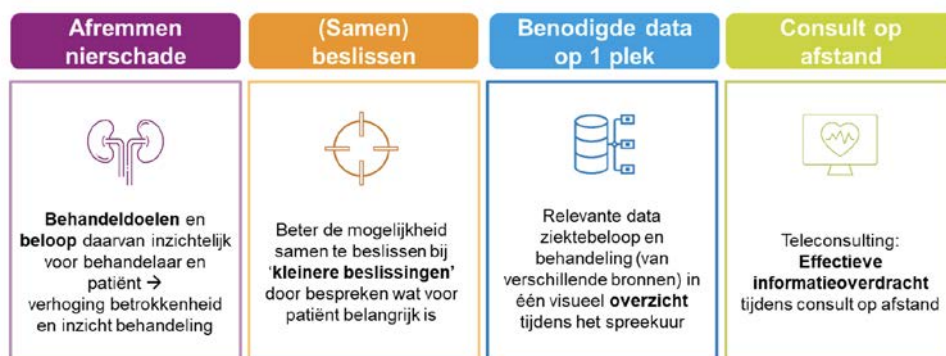 Afremmen
nierschade
Behandeldoelen en
beloop daarvan inzichtelijk
voor behandelaar en
patiënt →
verhoging betrokkenheid
en inzicht behandeling
(Samen)
beslissen
Beter de mogelijkheid
samen te beslissen bij
‘kleinere beslissingen’
door bespreken wat voor
patiënt belangrijk is
Benodigde data
op 1 plek
Relevante data
ziektebeloop en
behandeling (van
verschillende bronnen) in
één visueel overzicht
tijdens het spreekuur
Consult op
afstand
Teleconsulting:
Effectieve
informatieoverdracht
tijdens consult op afstand